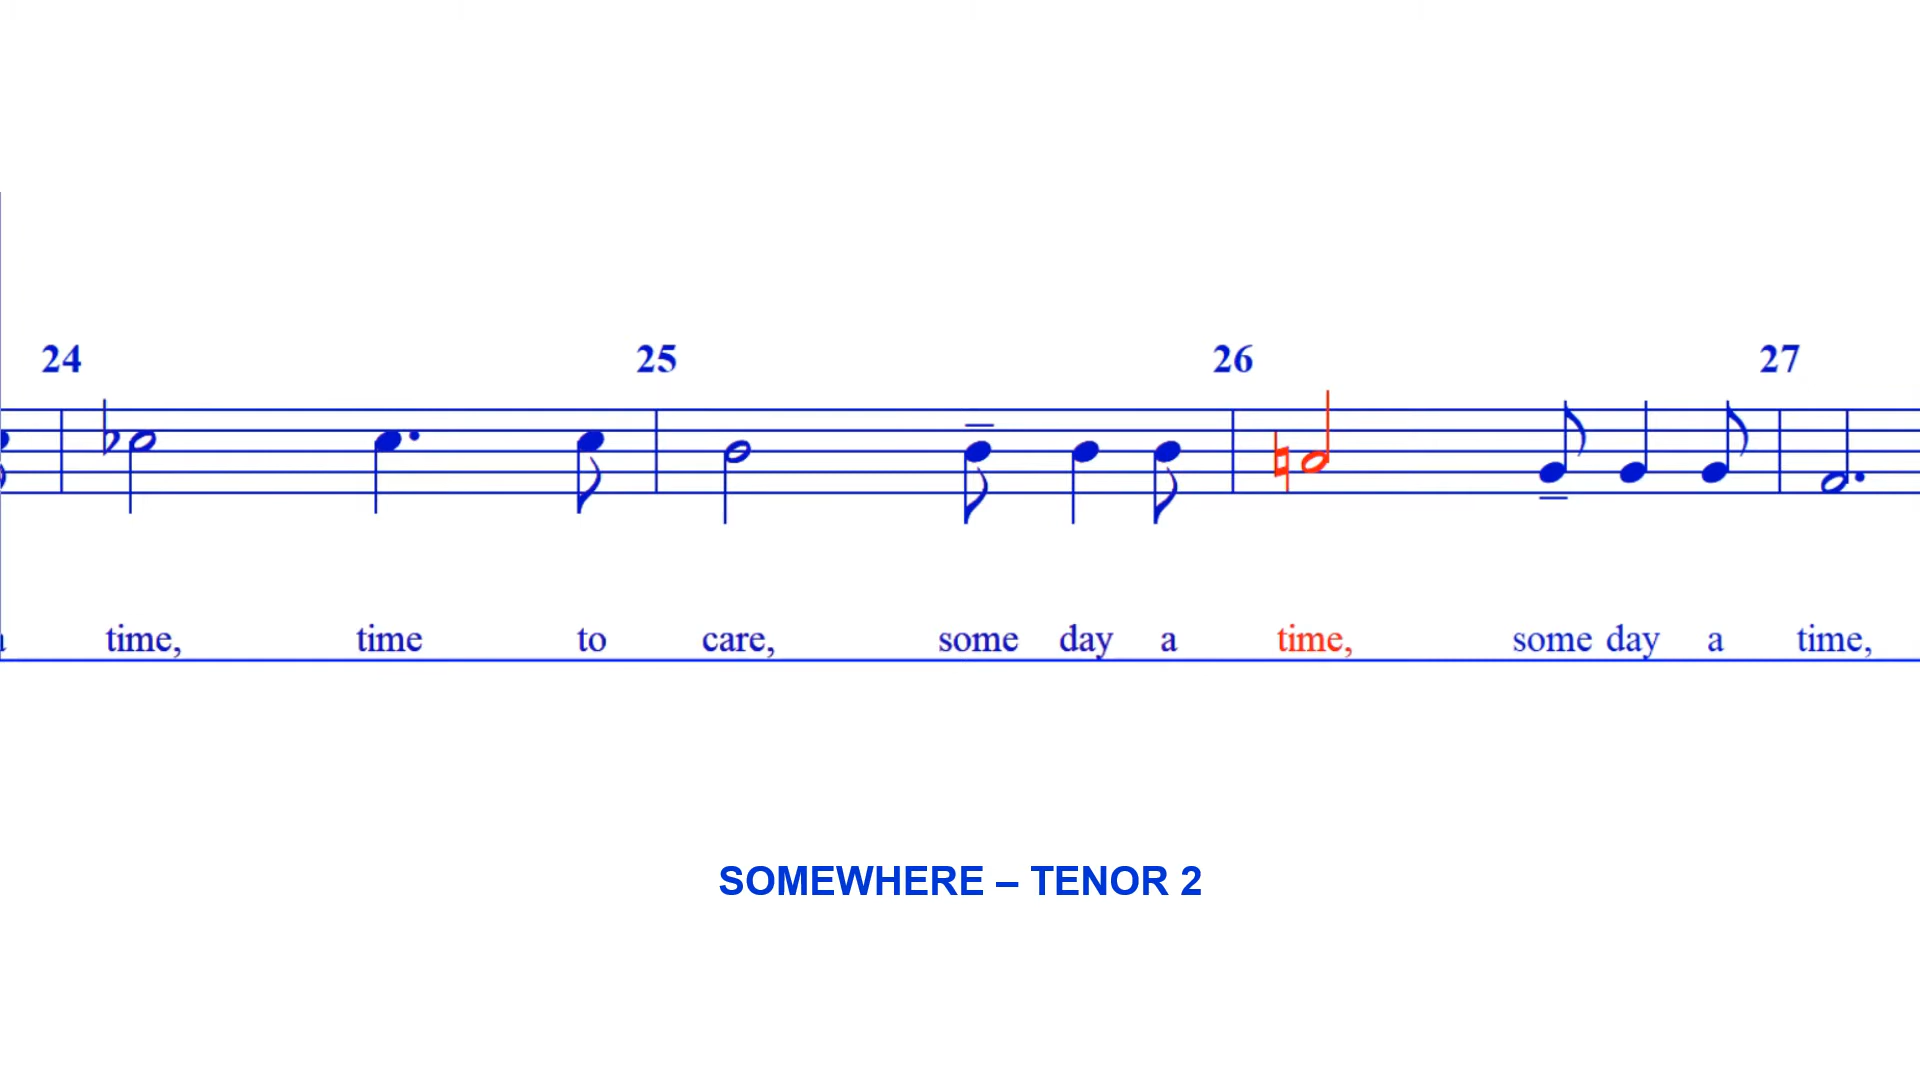 24 25 26 27
time, time to care, some day a time, some day a time,
SOMEWHERE – TENOR 2